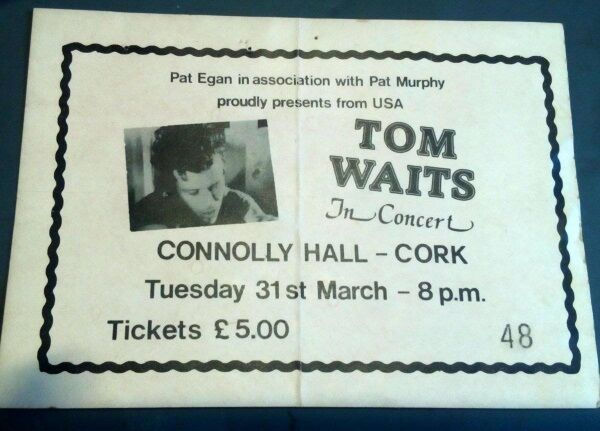 Pat Egan in association with Pat Murphy
proudly presents from USA
TOM
WAITS
In Concert
CONNOLLY HALL – CORK
Tuesday 31st March – 8 p.m.
Tickets £5.00
48